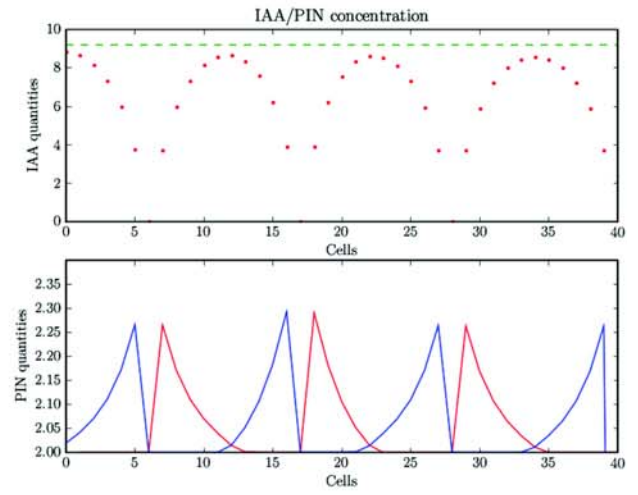 IAA/PIN concentration
10
8
6
4
2
0
IAA quantities
0 5 10 15 20 25 30 35 40
Cells
2.35
2.30
2.25
2.20
2.15
2.10
2.05
2.00
PIN quantities
0 5 10 15 20 25 30 35 40
Cells